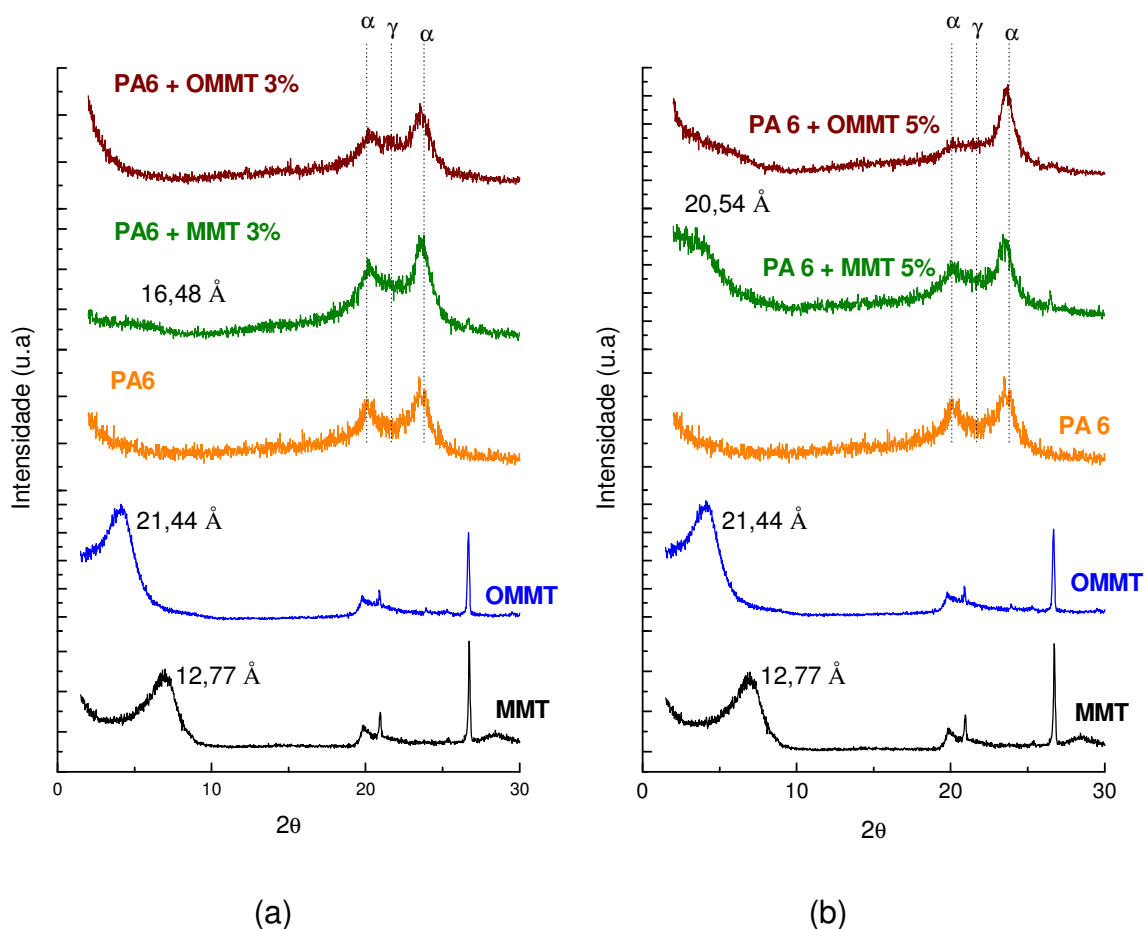 α γ α
PA6 + OMMT 3%
PA6 + MMT 3%
16,48 Å
PA6
21,44 Å
OMMT
12,77 Å
MMT
Intensidade (u.a)
0 10 20 30
2θ
(a)
α γ α
PA 6 + OMMT 5%
20,54 Å
PA 6 + MMT 5%
PA 6
21,44 Å
OMMT
12,77 Å
MMT
Intensidade (u.a)
0 10 20 30
2θ
(b)